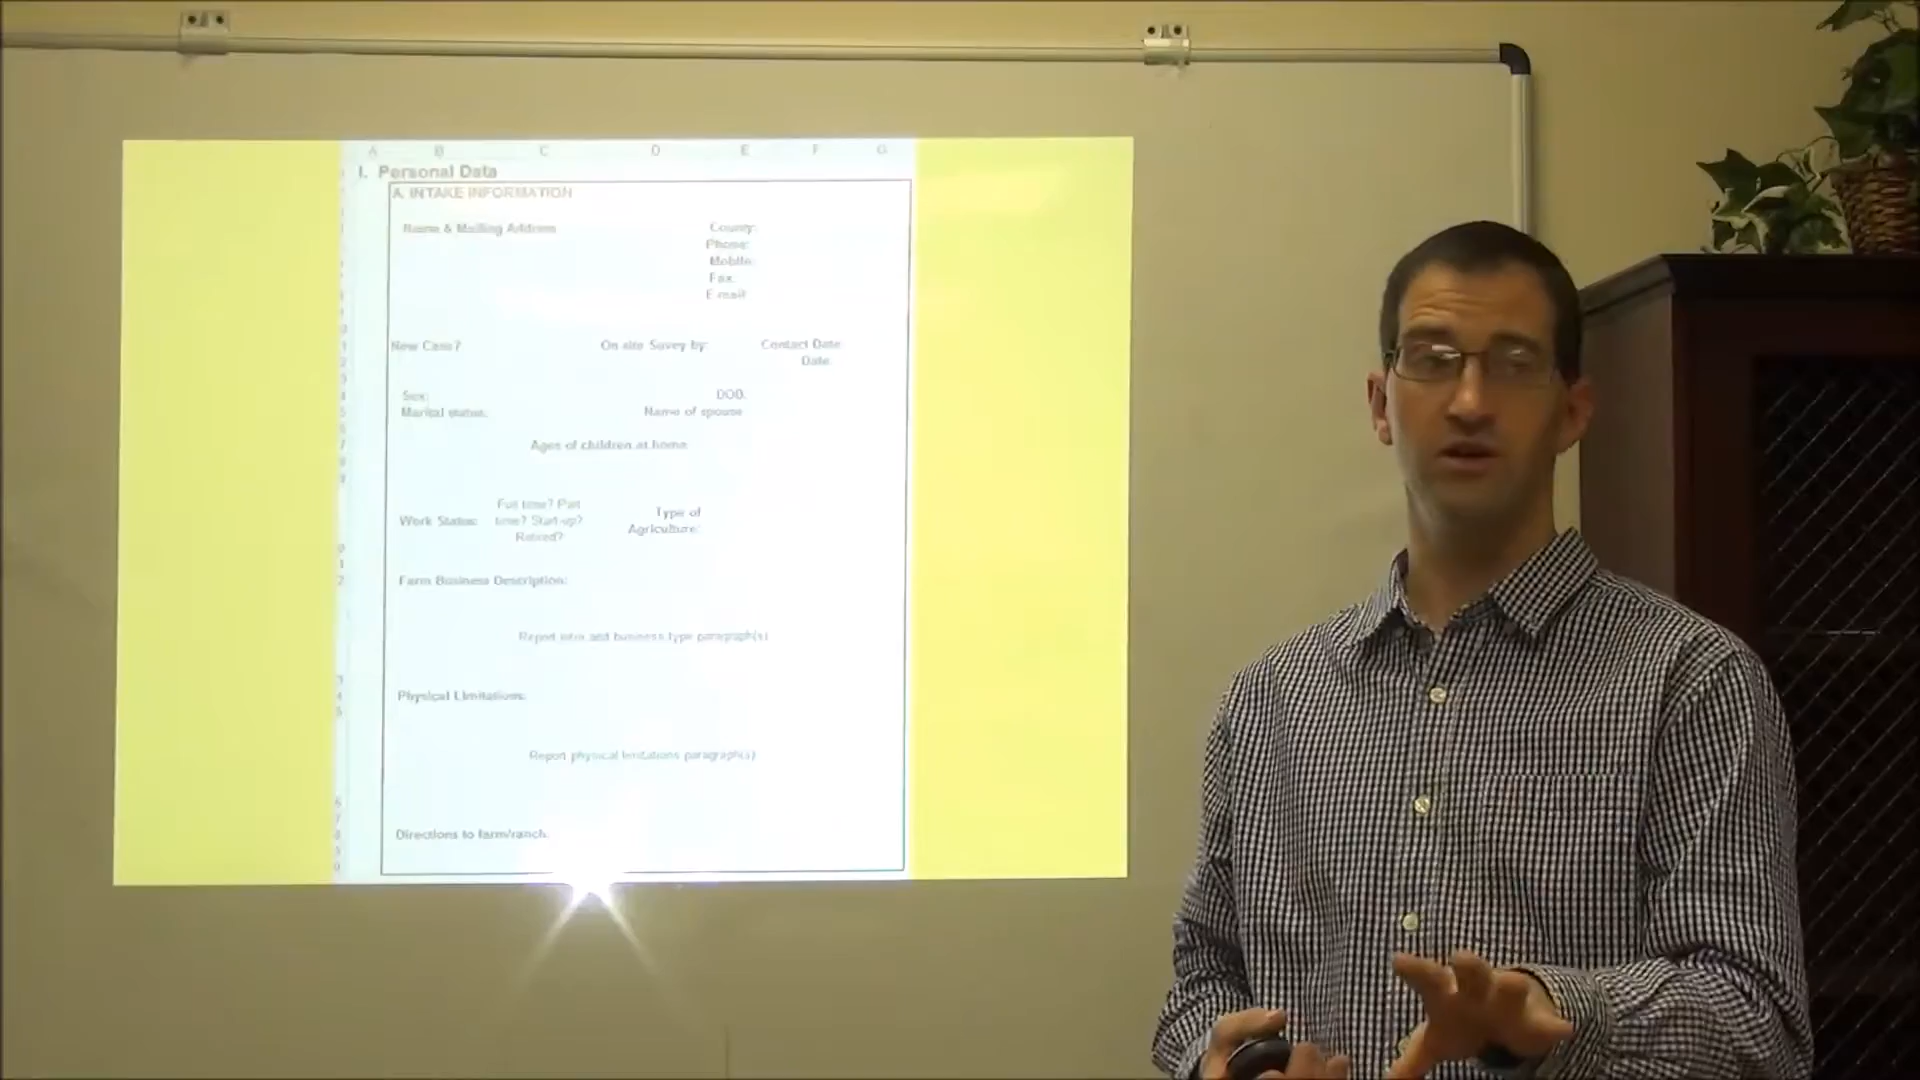 A B C D E F G
I. Personal Data
A. INTAKE INFORMATION
Name & Mailing Address
County:
Phone:
Mobile:
Fax:
E-mail:
New Case?
On-site Suvey by:
Contact Date:
Date:
Sex:
DOB:
Marital status:
Name of spouse
Ages of children at home
Work Status:
Full time? Part
time? Start-up?
Retired?
Type of
Agriculture:
Farm Business Description:
Report intro and business type paragraph(s)
Physical Limitations:
Report physical limitations paragraph(s)
Directions to farm/ranch: